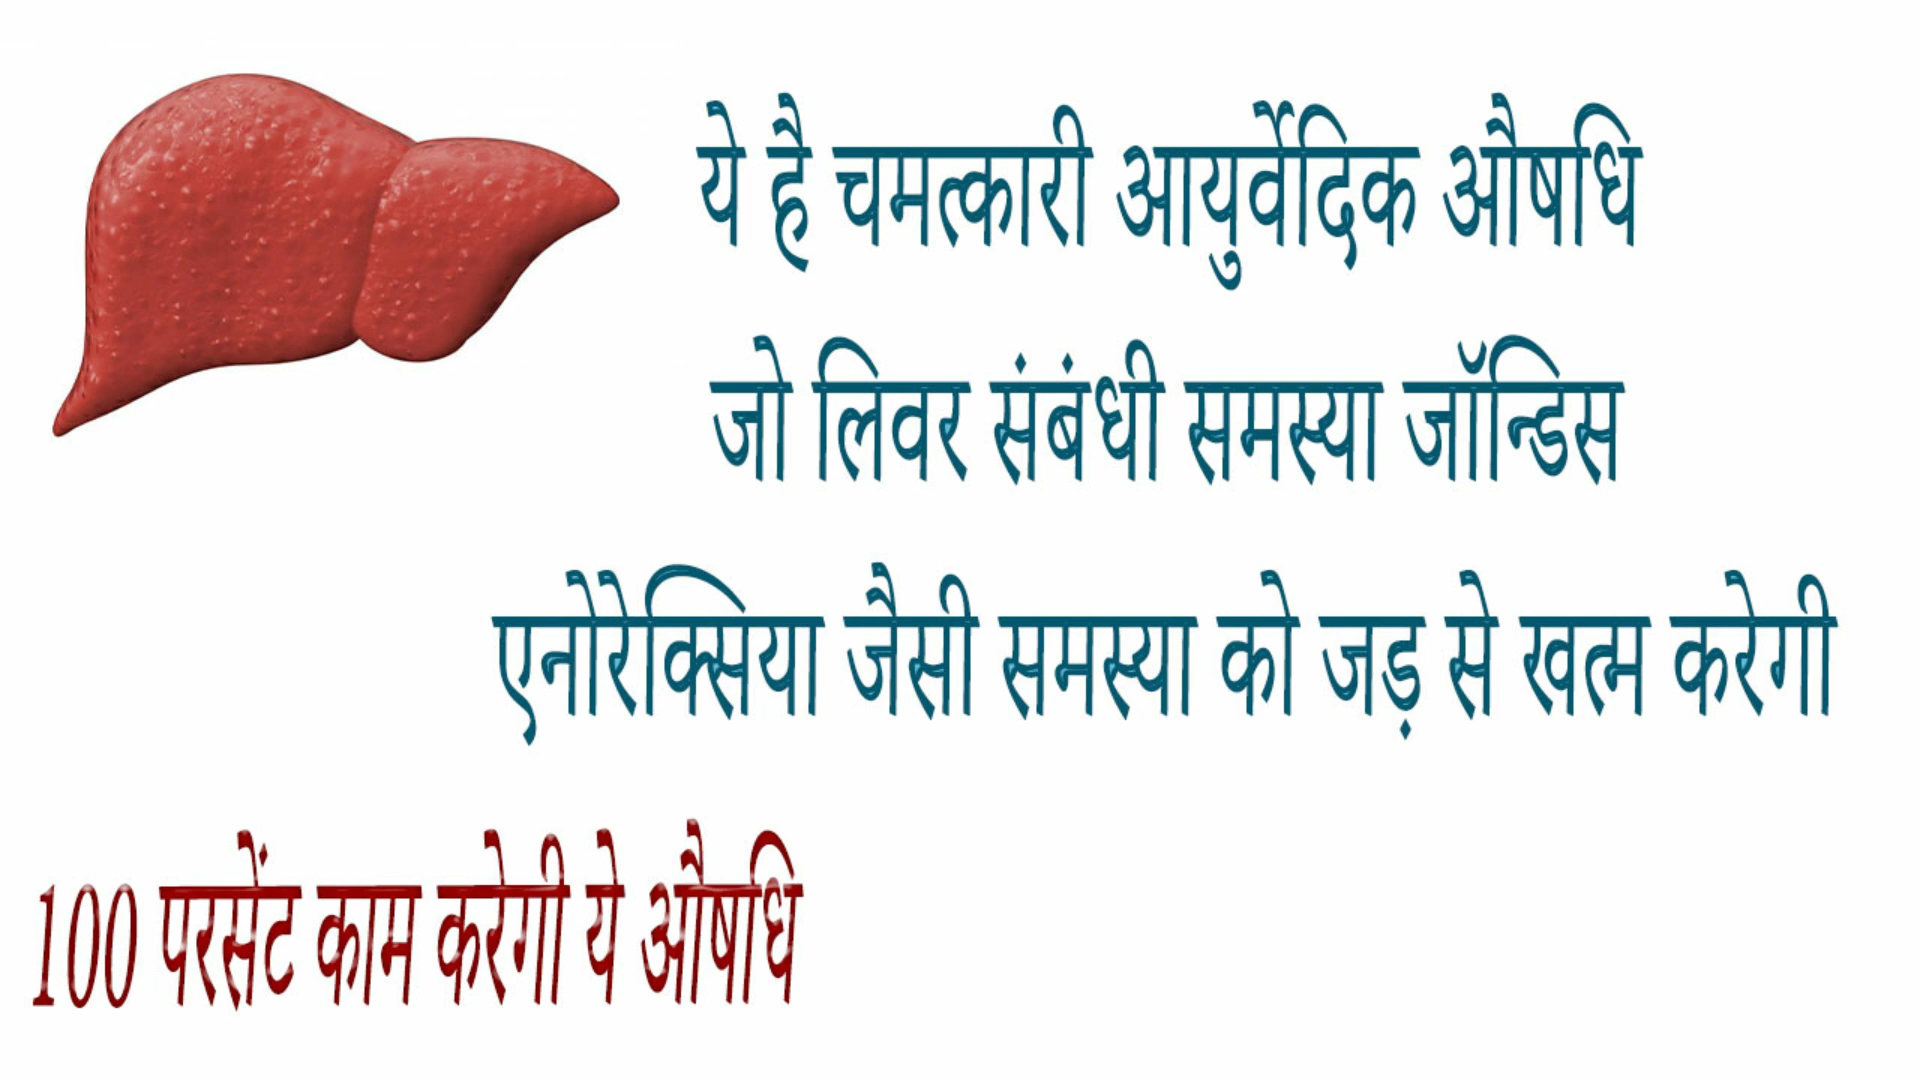 ये है चमत्कारी आयुर्वेदिक औषधि
जो लिवर संबंधी समस्या जॉन्डिस
एनोरेक्सिया जैसी समस्या को जड़ से खत्म करेगी
100 परसेंट काम करेगी ये औषधि